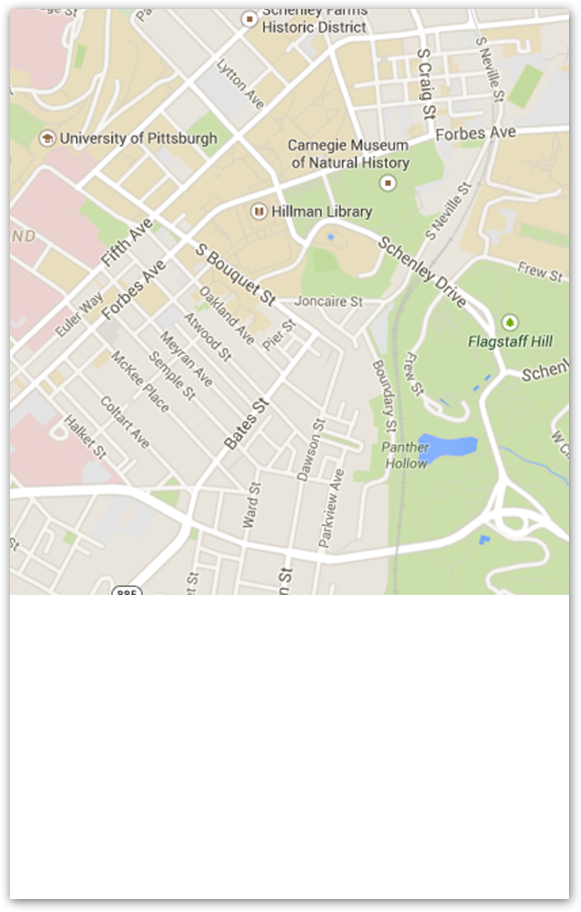 Schenley Farms
Historic District
Lytton Ave
S Craig St
S Neville St
Forbes Ave
University of Pittsburgh
Carnegie Museum
of Natural History
Hillman Library
S Neville St
Fifth Ave
Forbes Ave
S Bouquet St
Schenley Drive
Frew St
Euler Way
Oakland Ave
Joncaire St
Atwood St
Pier St
Flagstaff Hill
Meyran Ave
Semple St
McKee Place
Boundary St
Frew St
Coltart Ave
Halket St
Bates St
Dawson St
Panther
Hollow
Ward St
Parkview Ave
885